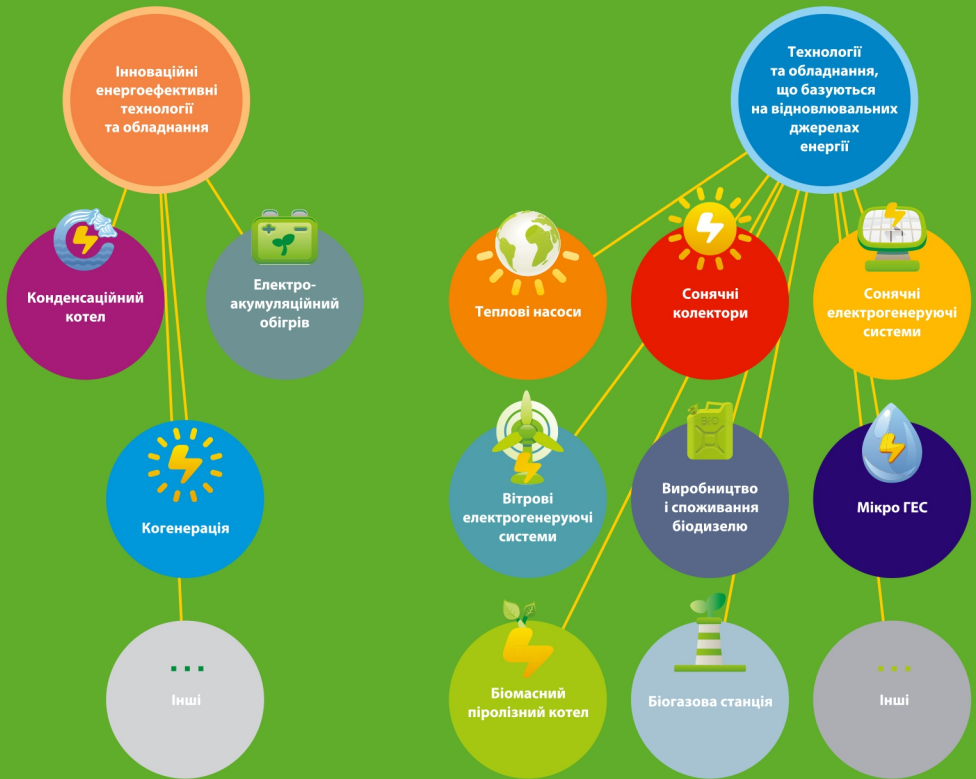 Інноваційні
енергоефективні
технології
та обладнання
Технології
та обладнання,
що базуються
на відновлювальних
джерелах
енергії
Конденсаційний
котел
Електро-
акумуляційний
обігрів
Теплові насоси
Сонячні
колектори
Сонячні
електрогенеруючі
системи
Когенерація
Вітрові
електрогенеруючі
системи
Виробництво
і споживання
біодизелю
Мікро ГЕС
...
Інші
Біомасний
піролізний котел
Біогазова станція
...
Інші